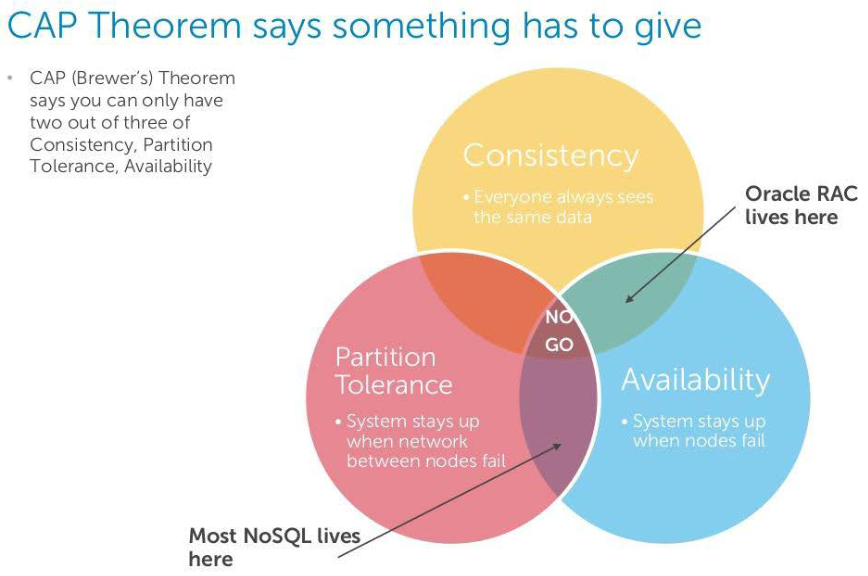 CAP Theorem says something has to give
• CAP (Brewer's) Theorem
says you can only have
two out of three of
Consistency, Partition
Tolerance, Availability
Consistency
• Everyone always sees
the same data
Oracle RAC
lives here
NO
GO
Partition
Tolerance
• System stays up
when network
between nodes fail
Availability
• System stays up
when nodes fail
Most NoSQL lives
here